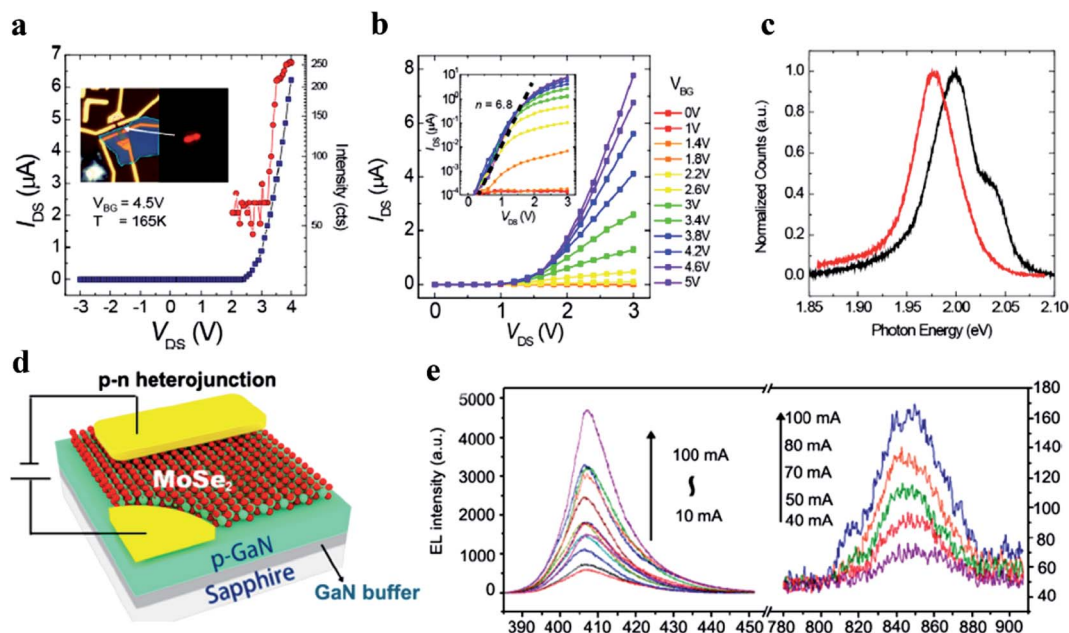 a
7
6
5
4
3
2
1
0
I_DS (μA)
-3 -2 -1 0 1 2 3 4
V_DS (V)
250
200
150
100
50
Intensity (cts)
V_BG = 4.5V
T = 165K
b
8
6
4
2
0
I_DS (μA)
0 1 2 3
V_DS (V)
10^1
10^0
10^-1
10^-2
10^-3
10^-4
I_DS (μA)
n = 6.8
0 1 2 3
V_DS (V)
V_BG
0V
1V
1.4V
1.8V
2.2V
2.6V
3V
3.4V
3.8V
4.2V
4.6V
5V
c
1.0
0.8
0.6
0.4
0.2
0.0
Normalized Counts (a.u.)
1.85 1.90 1.95 2.00 2.05 2.10
Photon Energy (eV)
d
p-n heterojunction
MoSe₂
p-GaN
Sapphire
GaN buffer
e
5000
4000
3000
2000
1000
0
EL intensity (a.u.)
100 mA
10 mA
390 400 410 420 430 440 450
100 mA
80 mA
70 mA
50 mA
40 mA
180
160
140
120
100
80
60
40
780 800 820 840 860 880 900